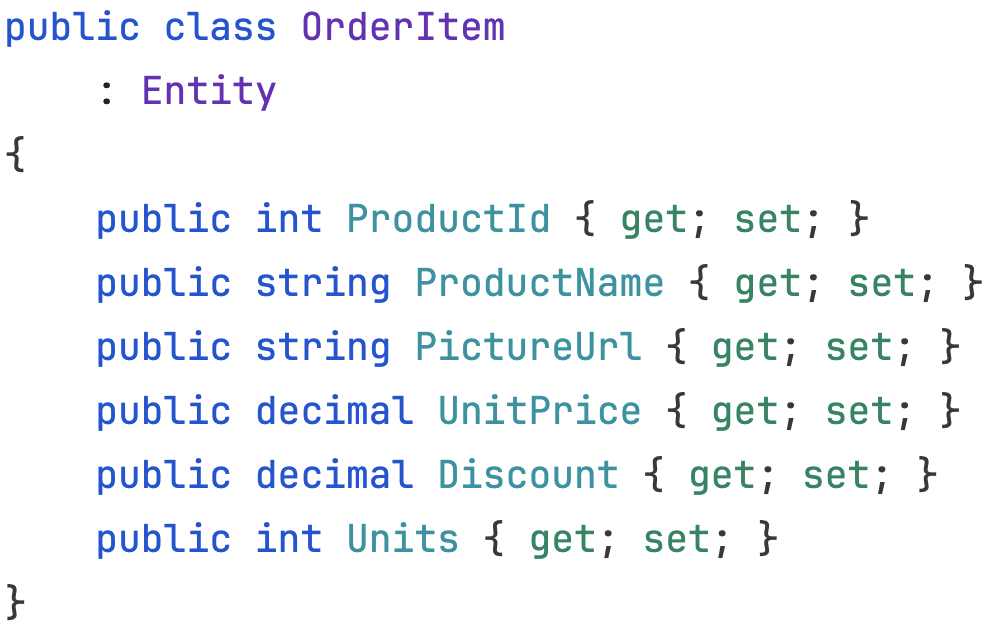 public class OrderItem
    : Entity
{
    public int ProductId { get; set; }
    public string ProductName { get; set; }
    public string PictureUrl { get; set; }
    public decimal UnitPrice { get; set; }
    public decimal Discount { get; set; }
    public int Units { get; set; }
}